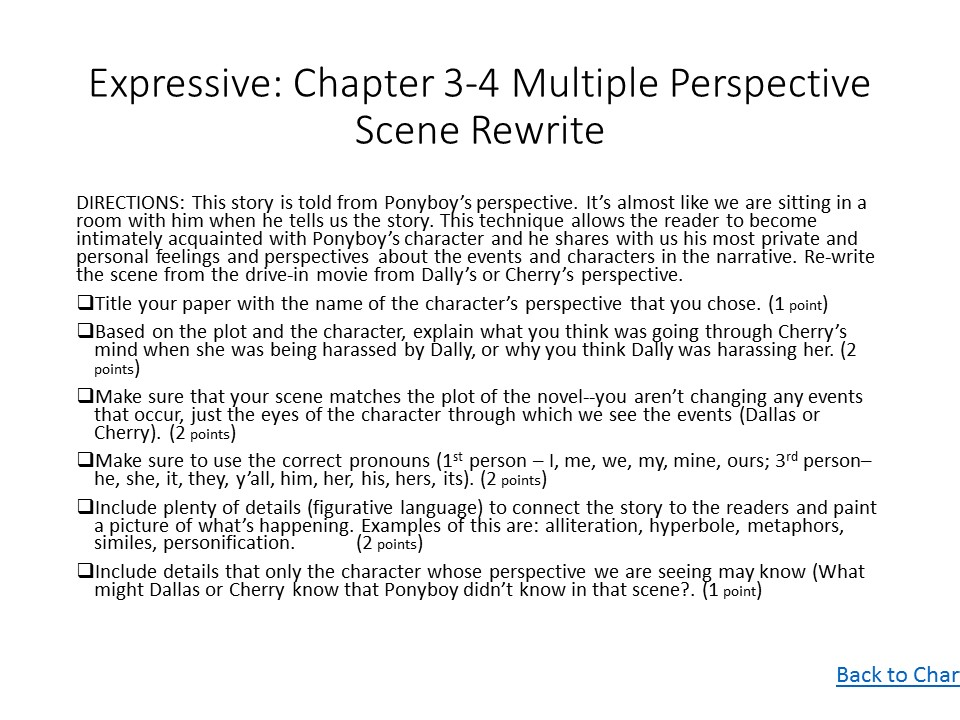 Expressive: Chapter 3-4 Multiple Perspective
Scene Rewrite
DIRECTIONS: This story is told from Ponyboy’s perspective. It’s almost like we are sitting in a
room with him when he tells us the story. This technique allows the reader to become
intimately acquainted with Ponyboy’s character and he shares with us his most private and
personal feelings and perspectives about the events and characters in the narrative. Re-write
the scene from the drive-in movie from Dally’s or Cherry’s perspective.
❑Title your paper with the name of the character’s perspective that you chose. (1 point)
❑Based on the plot and the character, explain what you think was going through Cherry’s
mind when she was being harassed by Dally, or why you think Dally was harassing her. (2
points)
❑Make sure that your scene matches the plot of the novel--you aren’t changing any events
that occur, just the eyes of the character through which we see the events (Dallas or
Cherry). (2 points)
❑Make sure to use the correct pronouns (1st person – I, me, we, my, mine, ours; 3rd person–
he, she, it, they, y’all, him, her, his, hers, its). (2 points)
❑Include plenty of details (figurative language) to connect the story to the readers and paint
a picture of what’s happening. Examples of this are: alliteration, hyperbole, metaphors,
similes, personification. (2 points)
❑Include details that only the character whose perspective we are seeing may know (What
might Dallas or Cherry know that Ponyboy didn’t know in that scene?. (1 point)
Back to Char